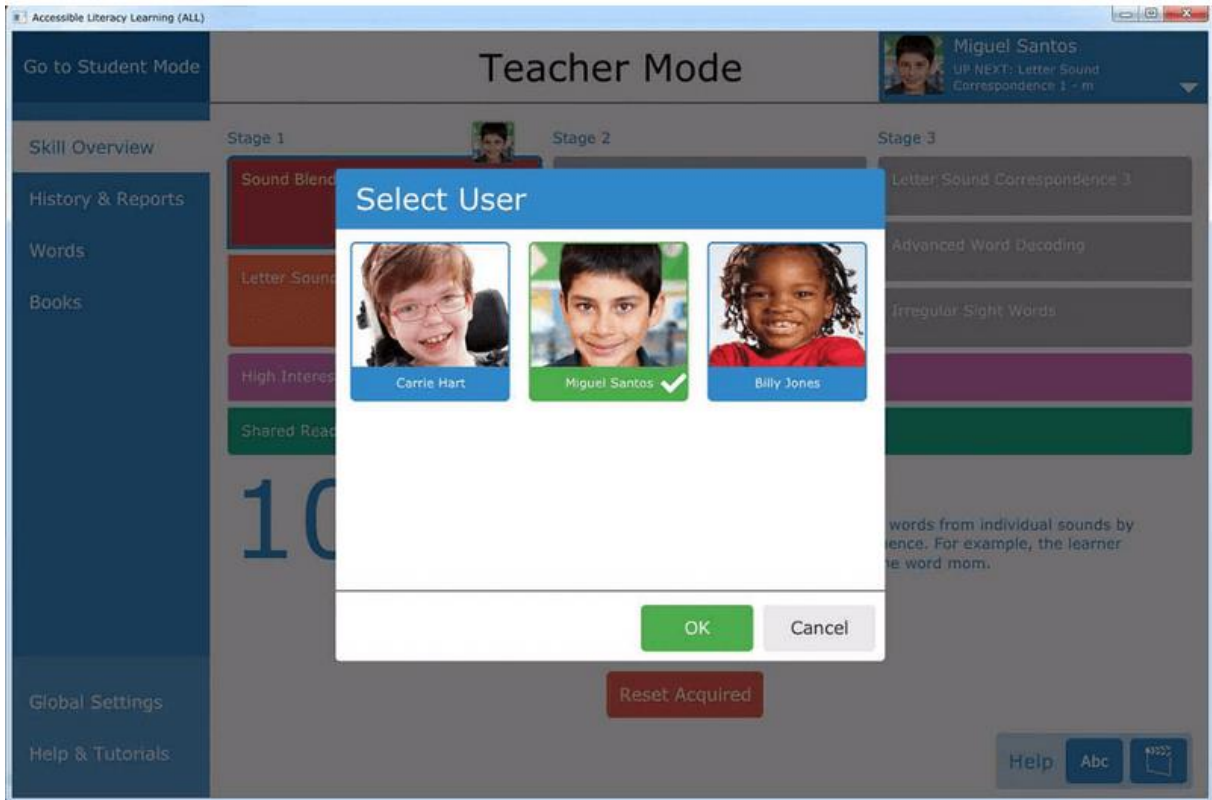 Accessible Literacy Learning (ALL)
Go to Student Mode
Teacher Mode
Miguel Santos
UP NEXT: Letter Sound
Correspondence 1 - m
Skill Overview
History & Reports
Words
Books
Global Settings
Help & Tutorials
Stage 1
Stage 2
Stage 3
Sound Blend
Letter Sound
High Interes
Shared Read
Letter Sound Correspondence 3
Advanced Word Decoding
Irregular Sight Words
Select User
Carrie Hart
Miguel Santos
Billy Jones
OK
Cancel
10
words from individual sounds by
ence. For example, the learner
e word mom.
Reset Acquired
Help
Abc